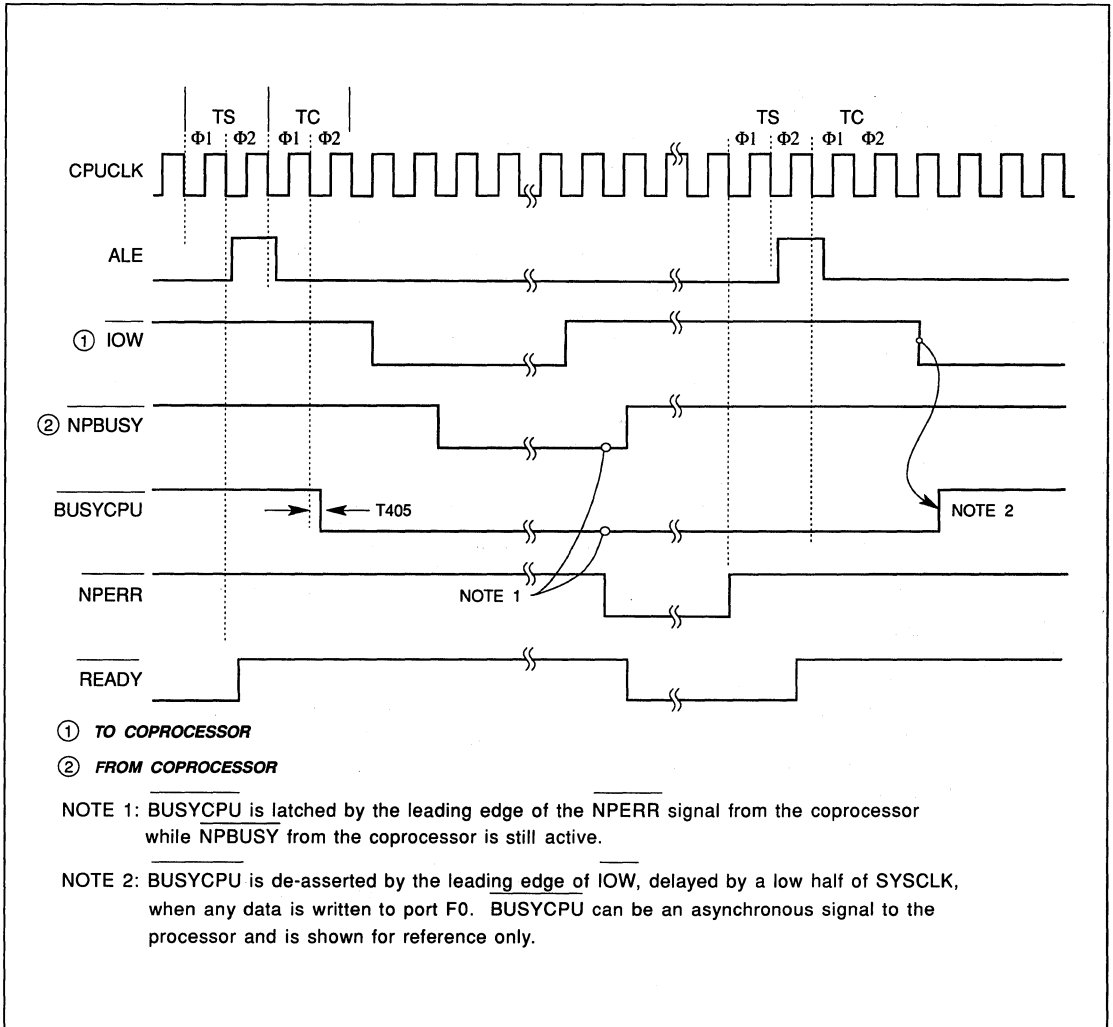 TS TC TS TC
Φ1 Φ2 Φ1 Φ2 Φ1 Φ2 Φ1 Φ2
CPUCLK
ALE
① IOW
② NPBUSY
BUSYCPU
T405
NOTE 2
NPERR
NOTE 1
READY
① TO COPROCESSOR
② FROM COPROCESSOR
NOTE 1: BUSYCPU is latched by the leading edge of the NPERR signal from the coprocessor
while NPBUSY from the coprocessor is still active.
NOTE 2: BUSYCPU is de-asserted by the leading edge of IOW, delayed by a low half of SYSCLK,
when any data is written to port F0. BUSYCPU can be an asynchronous signal to the
processor and is shown for reference only.